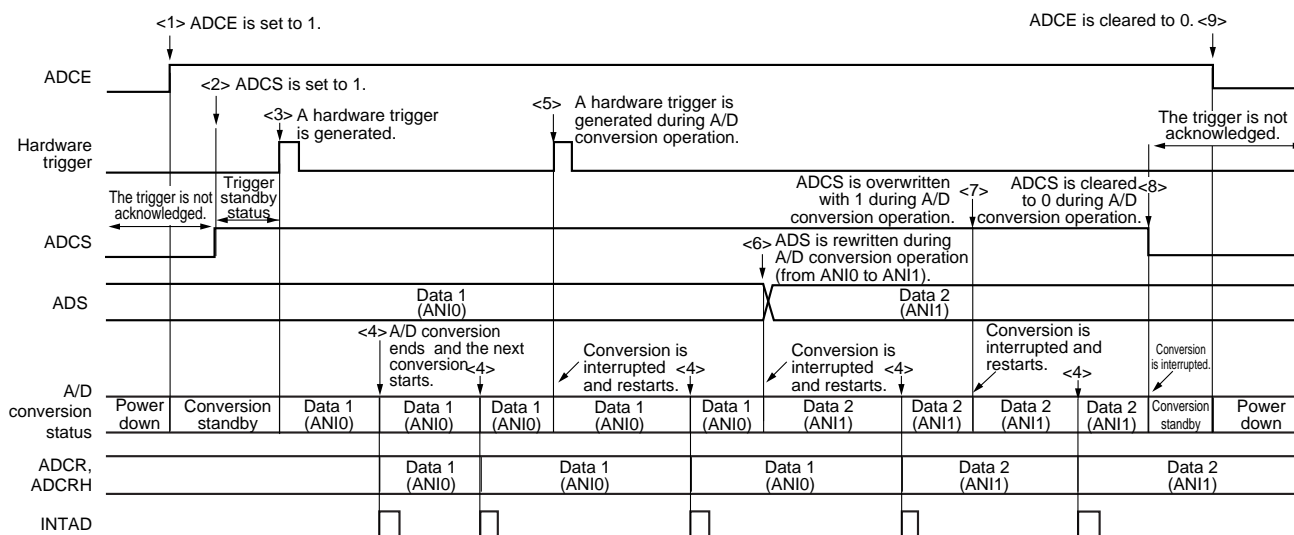 <1> ADCE is set to 1.
ADCE is cleared to 0. <9>
ADCE
<2> ADCS is set to 1.
<3> A hardware trigger
is generated.
<5> A hardware trigger is
generated during A/D
conversion operation.
The trigger is not
acknowledged.
Hardware
trigger
The trigger is not
acknowledged.
Trigger
standby
status
ADCS is overwritten
with 1 during A/D
conversion operation.
<7>
ADCS is cleared
to 0 during A/D
conversion operation.
<8>
ADCS
<6> ADS is rewritten during
A/D conversion operation
(from ANI0 to ANI1).
ADS
Data 1
(ANI0)
Data 2
(ANI1)
<4> A/D conversion
ends and the next
conversion
starts.
<4>
Conversion is
interrupted
and restarts.
<4>
Conversion is
interrupted
and restarts.
<4>
Conversion is
interrupted and
restarts.
<4>
Conversion
is interrupted.
A/D
conversion
status
Power
down
Conversion
standby
Data 1
(ANI0)
Data 1
(ANI0)
Data 1
(ANI0)
Data 1
(ANI0)
Data 1
(ANI0)
Data 2
(ANI1)
Data 2
(ANI1)
Data 2
(ANI1)
Data 2
(ANI1)
Conversion
standby
Power
down
ADCR,
ADCRH
Data 1
(ANI0)
Data 1
(ANI0)
Data 1
(ANI0)
Data 2
(ANI1)
Data 2
(ANI1)
INTAD